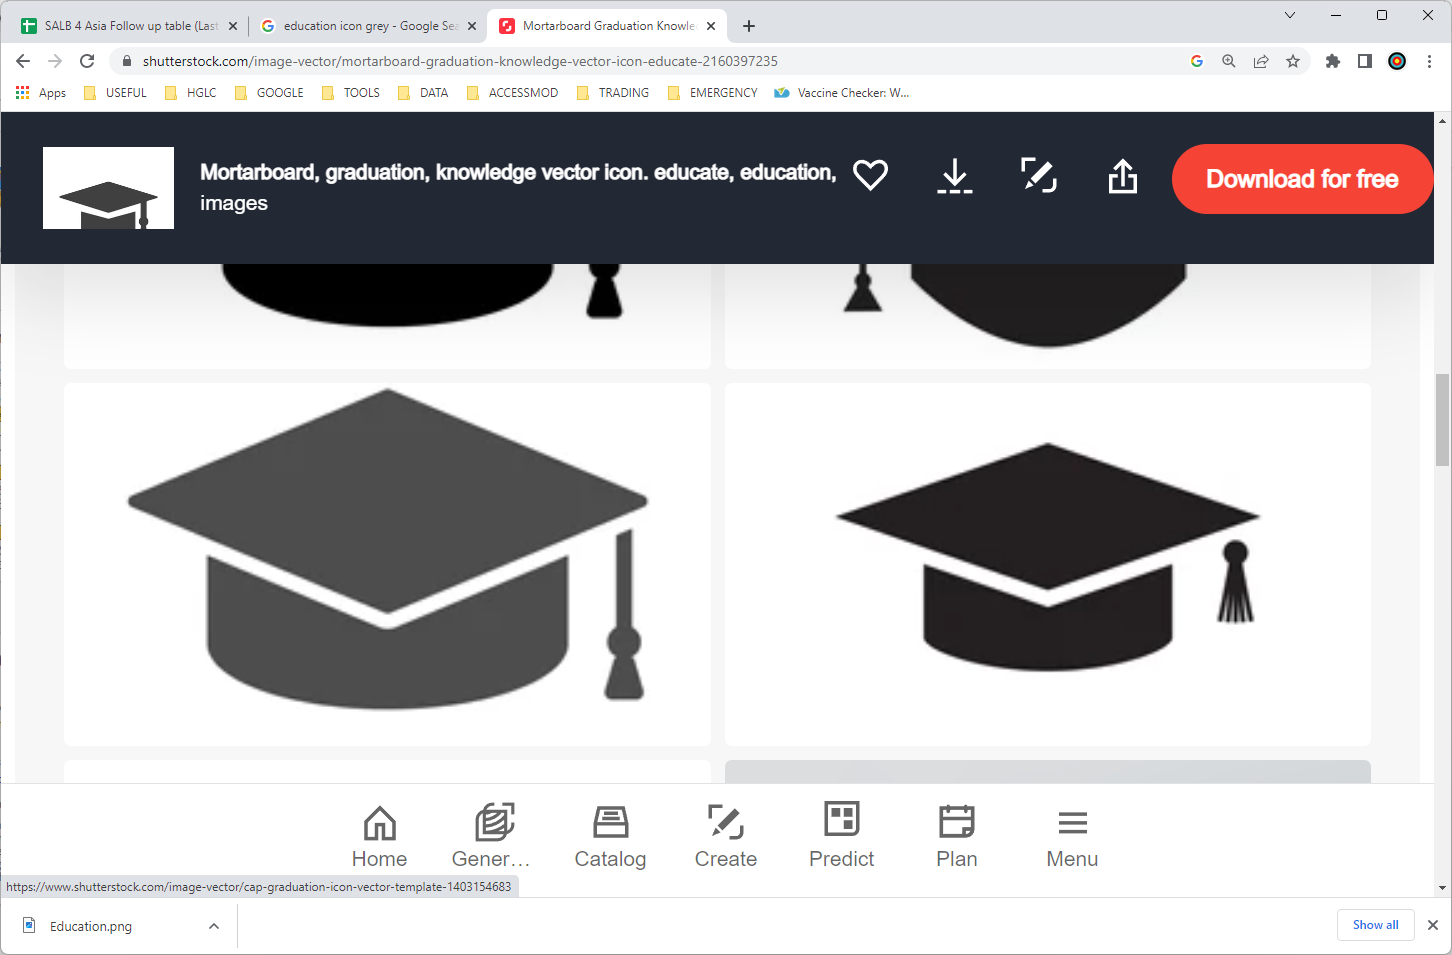 SALB 4 Asia Follow up table (Last
education icon grey - Google Sea
Mortarboard Graduation Knowle
shutterstock.com/image-vector/mortarboard-graduation-knowledge-vector-icon-educate-2160397235
Apps USEFUL HGLC GOOGLE TOOLS DATA ACCESSMOD TRADING EMERGENCY Vaccine Checker: W...
Mortarboard, graduation, knowledge vector icon. educate, education,
images
Download for free
Home Gener... Catalog Create Predict Plan Menu
https://www.shutterstock.com/image-vector/cap-graduation-icon-vector-template-1403154683
Education.png
Show all